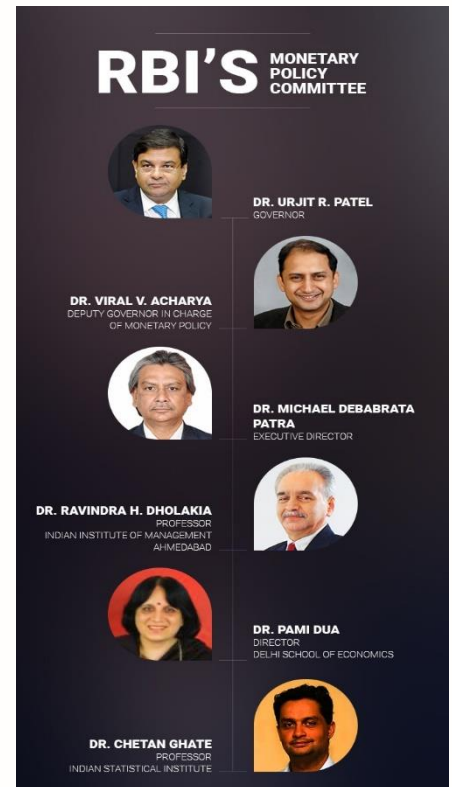 RBI'S MONETARY
POLICY
COMMITTEE
DR. URJIT R. PATEL
GOVERNOR
DR. VIRAL V. ACHARYA
DEPUTY GOVERNOR IN CHARGE
OF MONETARY POLICY
DR. MICHAEL DEBABRATA
PATRA
EXECUTIVE DIRECTOR
DR. RAVINDRA H. DHOLAKIA
PROFESSOR
INDIAN INSTITUTE OF MANAGEMENT
AHMEDABAD
DR. PAMI DUA
DIRECTOR
DELHI SCHOOL OF ECONOMICS
DR. CHETAN GHATE
PROFESSOR
INDIAN STATISTICAL INSTITUTE